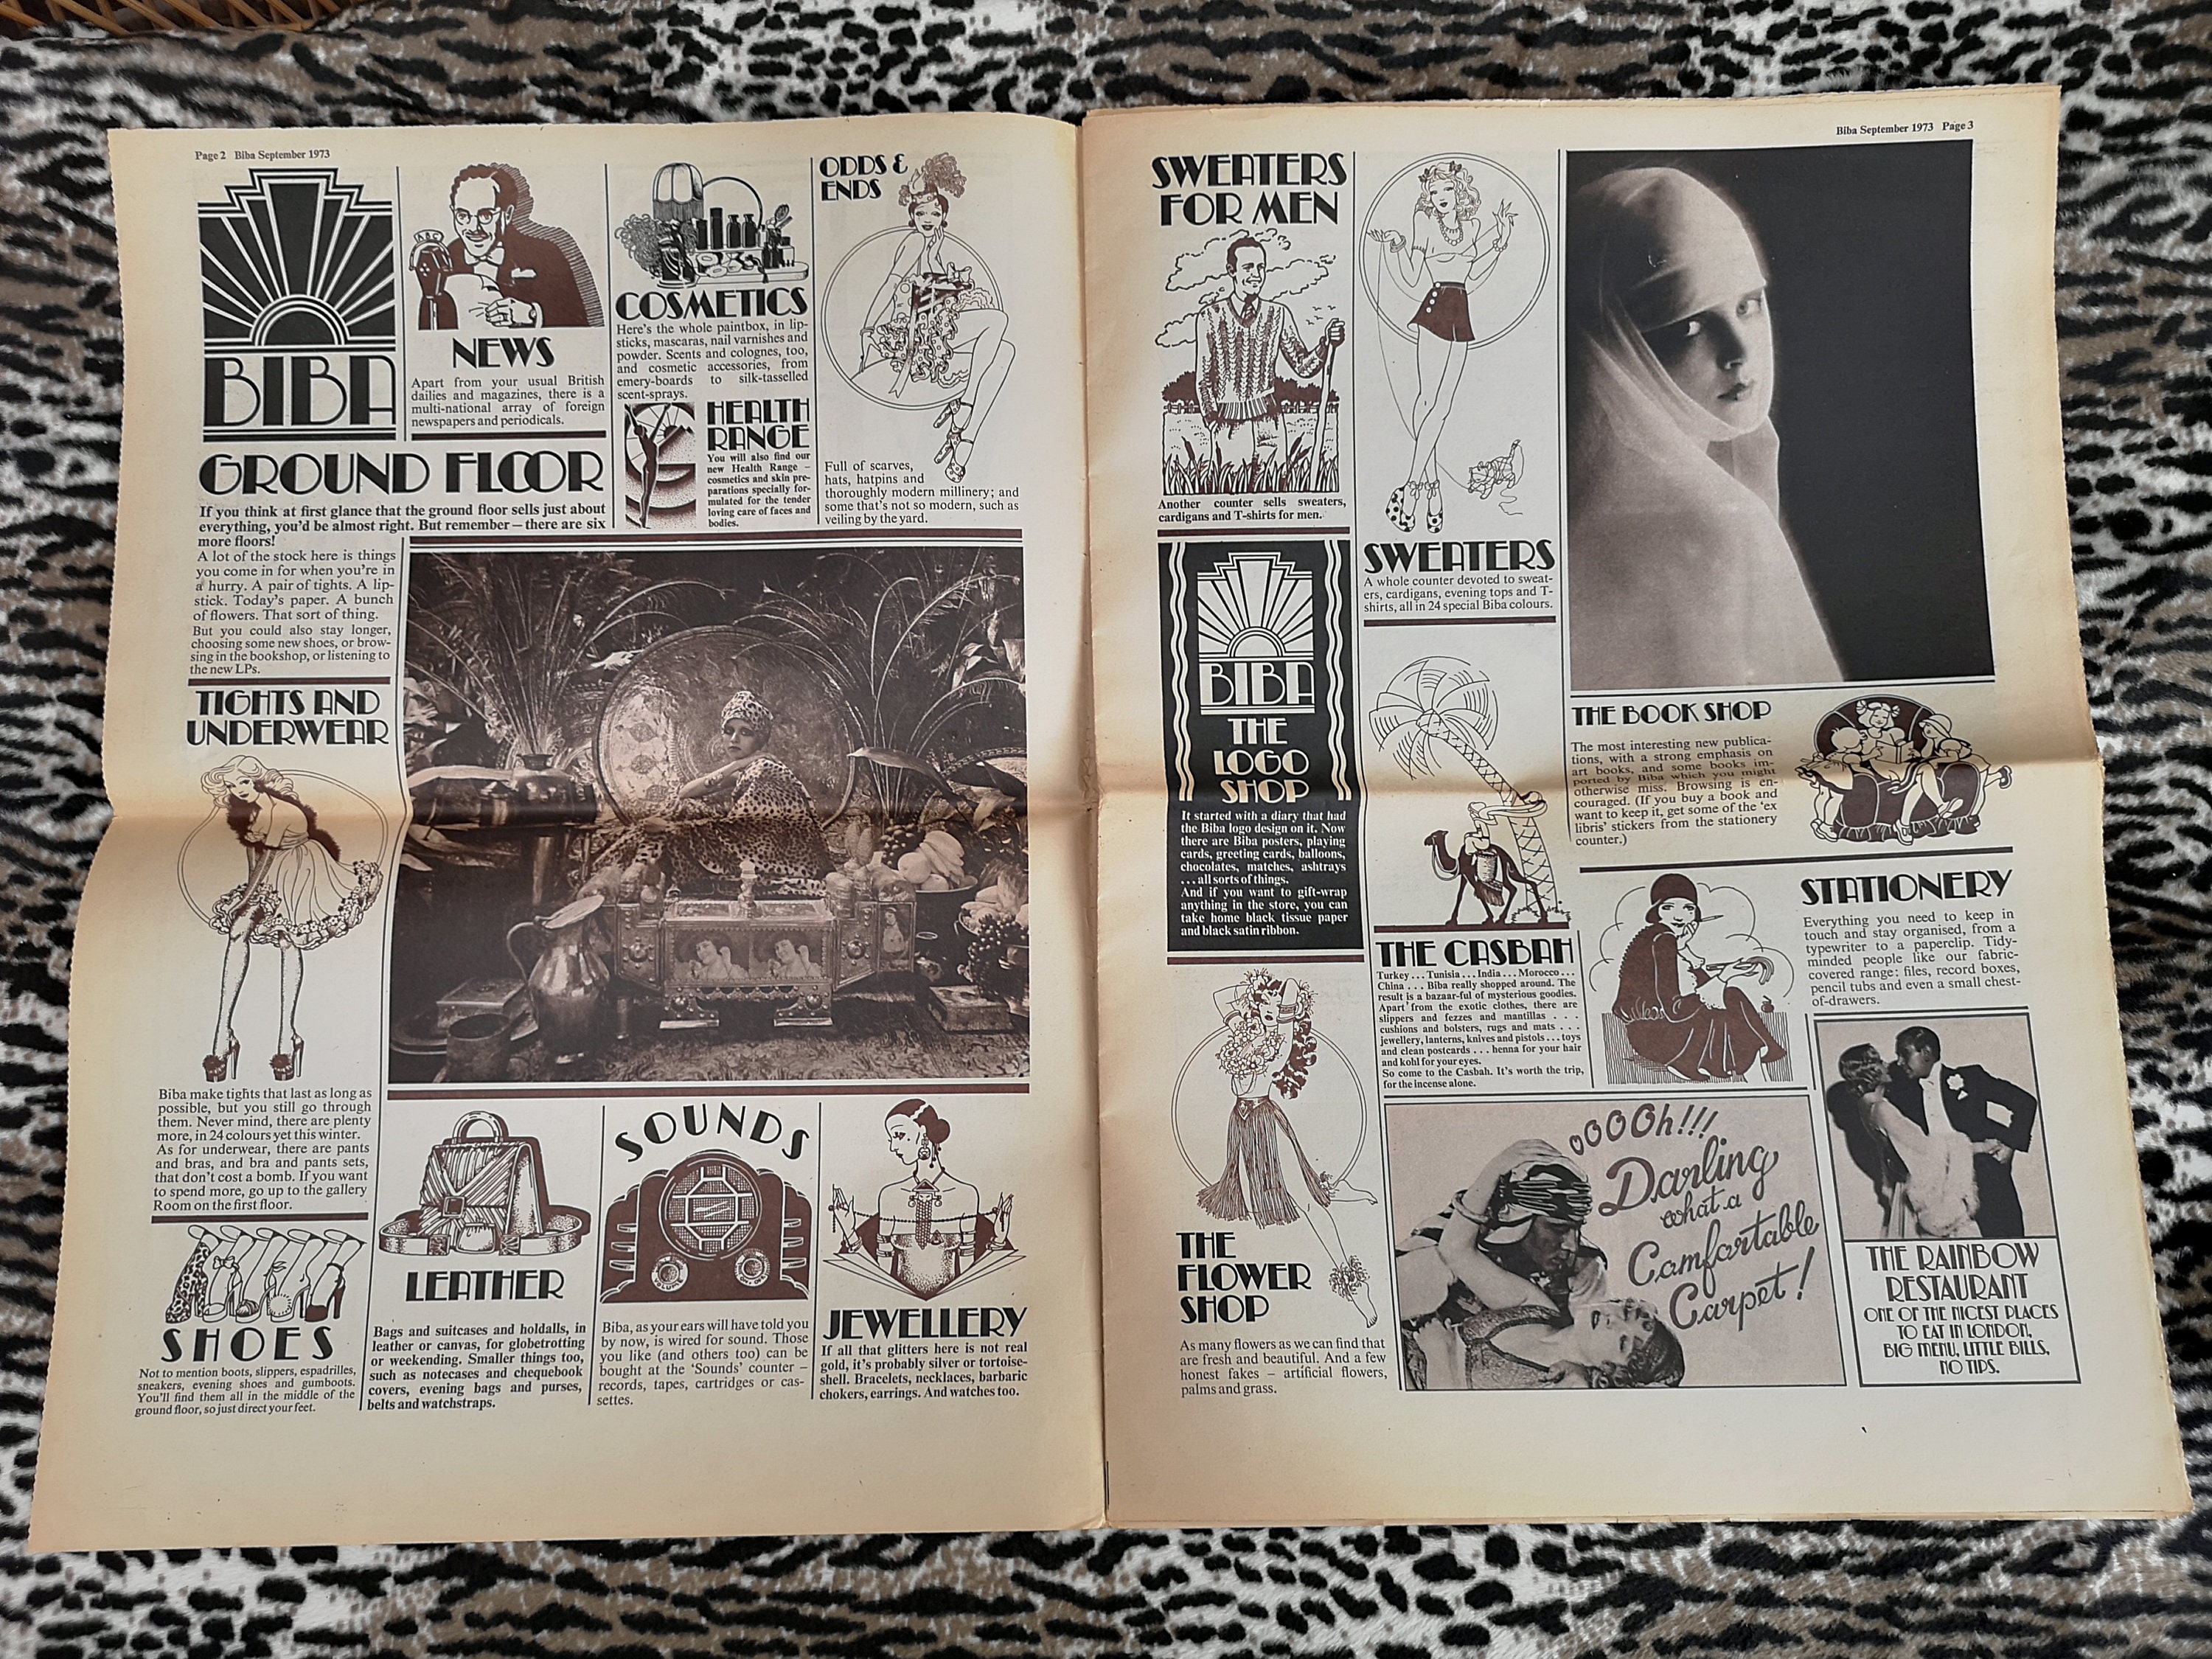 Page 2 Biba September 1973
BIBA
GROUND FLOOR
If you think at first glance that the ground floor sells just about
everything, you'd be almost right. But remember – there are six
more floors!
A lot of the stock here is things
you come in for when you're in
a hurry. A pair of tights. A lip-
stick. Today's paper. A bunch
of flowers. That sort of thing.
But you could also stay longer,
choosing some new shoes, or brow-
sing in the bookshop, or listening to
the new LPs.
ABC
NEWS
Apart from your usual British
dailies and magazines, there is a
multi-national array of foreign
newspapers and periodicals.
COSMETICS
Here's the whole paintbox, in lip-
sticks, mascaras, nail varnishes and
powder. Scents and colognes, too,
and cosmetic accessories, from
emery-boards to silk-tasselled
scent-sprays.
HEALTH
RANGE
You will also find our
new Health Range –
cosmetics and skin pre-
parations specially for-
mulated for the tender
loving care of faces and
bodies.
ODDS &
ENDS
Full of scarves,
hats, hatpins and
thoroughly modern millinery; and
some that's not so modern, such as
veiling by the yard.
TIGHTS AND
UNDERWEAR
Biba make tights that last as long as
possible, but you still go through
them. Never mind, there are plenty
more, in 24 colours yet this winter.
As for underwear, there are pants
and bras, and bra and pants sets,
that don't cost a bomb. If you want
to spend more, go up to the gallery
Room on the first floor.
SHOES
Not to mention boots, slippers, espadrilles,
sneakers, evening shoes and gumboots.
You'll find them all in the middle of the
ground floor, so just direct your feet.
LEATHER
Bags and suitcases and holdalls, in
leather or canvas, for globetrotting
or weekending. Smaller things too,
such as notecases and chequebook
covers, evening bags and purses,
belts and watchstraps.
SOUNDS
Biba, as your ears will have told you
by now, is wired for sound. Those
you like (and others too) can be
bought at the 'Sounds' counter –
records, tapes, cartridges or cas-
settes.
JEWELLERY
If all that glitters here is not real
gold, it's probably silver or tortoise-
shell. Bracelets, necklaces, barbaric
chokers, earrings. And watches too.
Biba September 1973 Page 3
SWEATERS
FOR MEN
Another counter sells sweaters,
cardigans and T-shirts for men.
BIBA
THE
LOGO
SHOP
It started with a diary that had
the Biba logo design on it. Now
there are Biba posters, playing
cards, greeting cards, balloons,
chocolates, matches, ashtrays
. . . all sorts of things.
And if you want to gift-wrap
anything in the store, you can
take home black tissue paper
and black satin ribbon.
THE
FLOWER
SHOP
As many flowers as we can find that
are fresh and beautiful. And a few
honest fakes – artificial flowers,
palms and grass.
SWEATERS
A whole counter devoted to sweat-
ers, cardigans, evening tops and T-
shirts, all in 24 special Biba colours.
THE CASBAH
Turkey . . . Tunisia . . . India . . . Morocco . . .
China . . . Biba really shopped around. The
result is a bazaar-ful of mysterious goodies.
Apart from the exotic clothes, there are
slippers and fezzes and mantillas . . .
cushions and bolsters, rugs and mats . . .
jewellery, lanterns, knives and pistols . . . toys
and clean postcards . . . henna for your hair
and kohl for your eyes.
So come to the Casbah. It's worth the trip,
for the incense alone.
THE BOOK SHOP
The most interesting new publica-
tions, with a strong emphasis on
art books, and some books im-
ported by Biba which you might
otherwise miss. Browsing is en-
couraged. (If you buy a book and
want to keep it, get some of the 'ex
libris' stickers from the stationery
counter.)
STATIONERY
Everything you need to keep in
touch and stay organised, from a
typewriter to a paperclip. Tidy-
minded people like our fabric-
covered range: files, record boxes,
pencil tubs and even a small chest-
of-drawers.
oOOOh!!!
Darling
what a
Comfortable
Carpet!
THE RAINBOW
RESTAURANT
ONE OF THE NICEST PLACES
TO EAT IN LONDON,
BIG MENU, LITTLE BILLS,
NO TIPS.